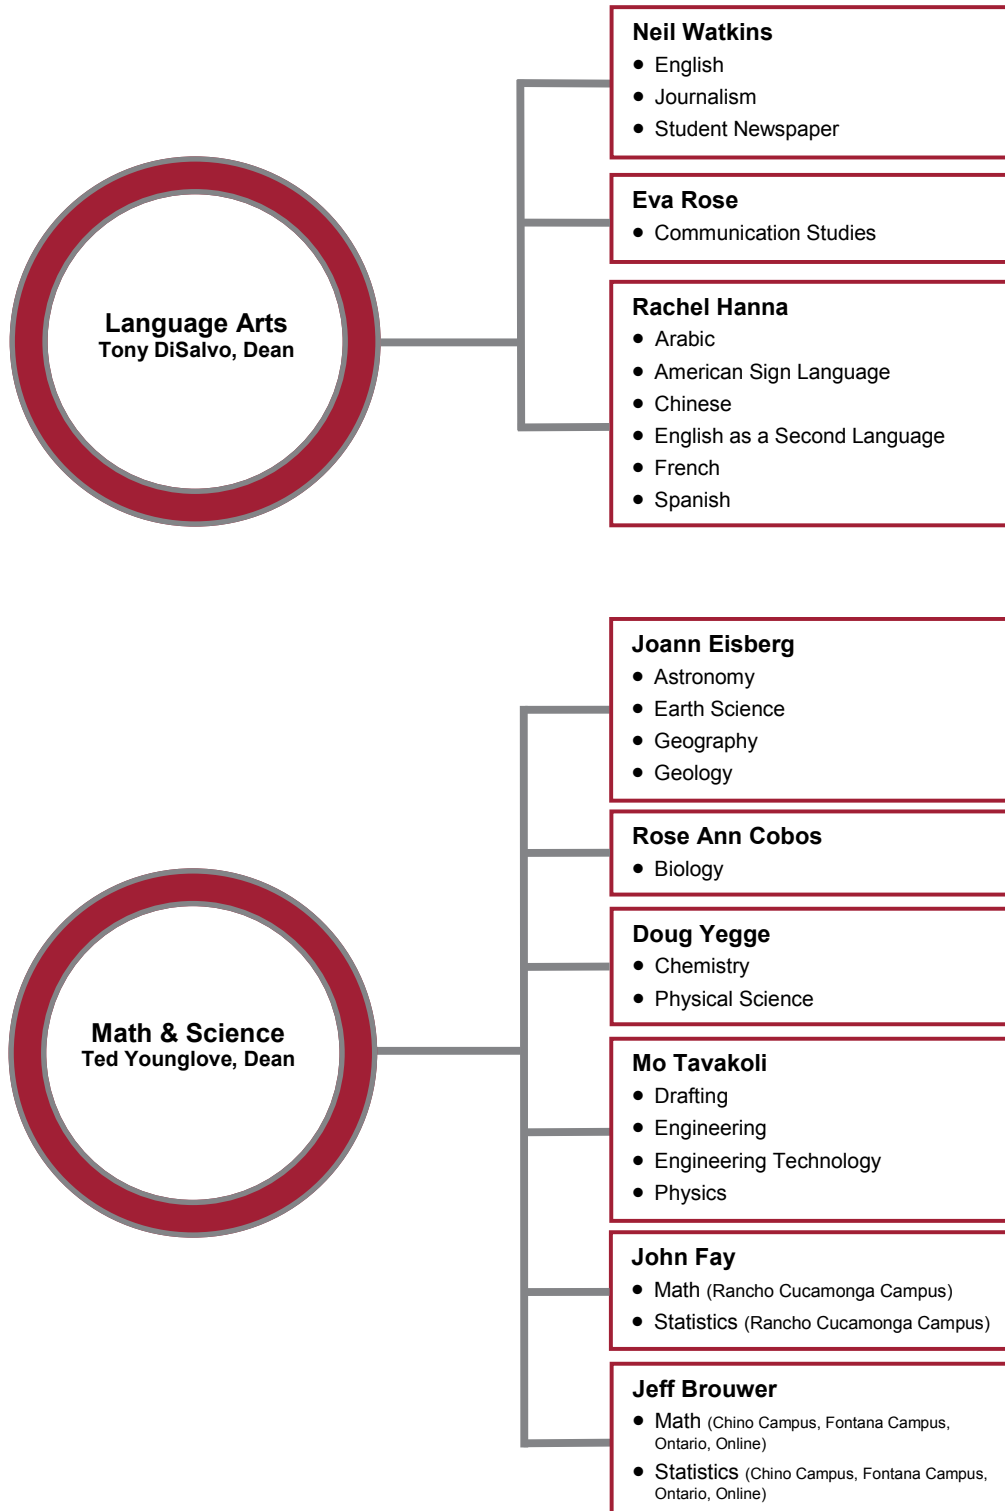 Language Arts
Tony DiSalvo, Dean
Neil Watkins
• English
• Journalism
• Student Newspaper
Eva Rose
• Communication Studies
Rachel Hanna
• Arabic
• American Sign Language
• Chinese
• English as a Second Language
• French
• Spanish
Math & Science
Ted Younglove, Dean
Joann Eisberg
• Astronomy
• Earth Science
• Geography
• Geology
Rose Ann Cobos
• Biology
Doug Yegge
• Chemistry
• Physical Science
Mo Tavakoli
• Drafting
• Engineering
• Engineering Technology
• Physics
John Fay
• Math (Rancho Cucamonga Campus)
• Statistics (Rancho Cucamonga Campus)
Jeff Brouwer
• Math (Chino Campus, Fontana Campus,
Ontario, Online)
• Statistics (Chino Campus, Fontana Campus,
Ontario, Online)